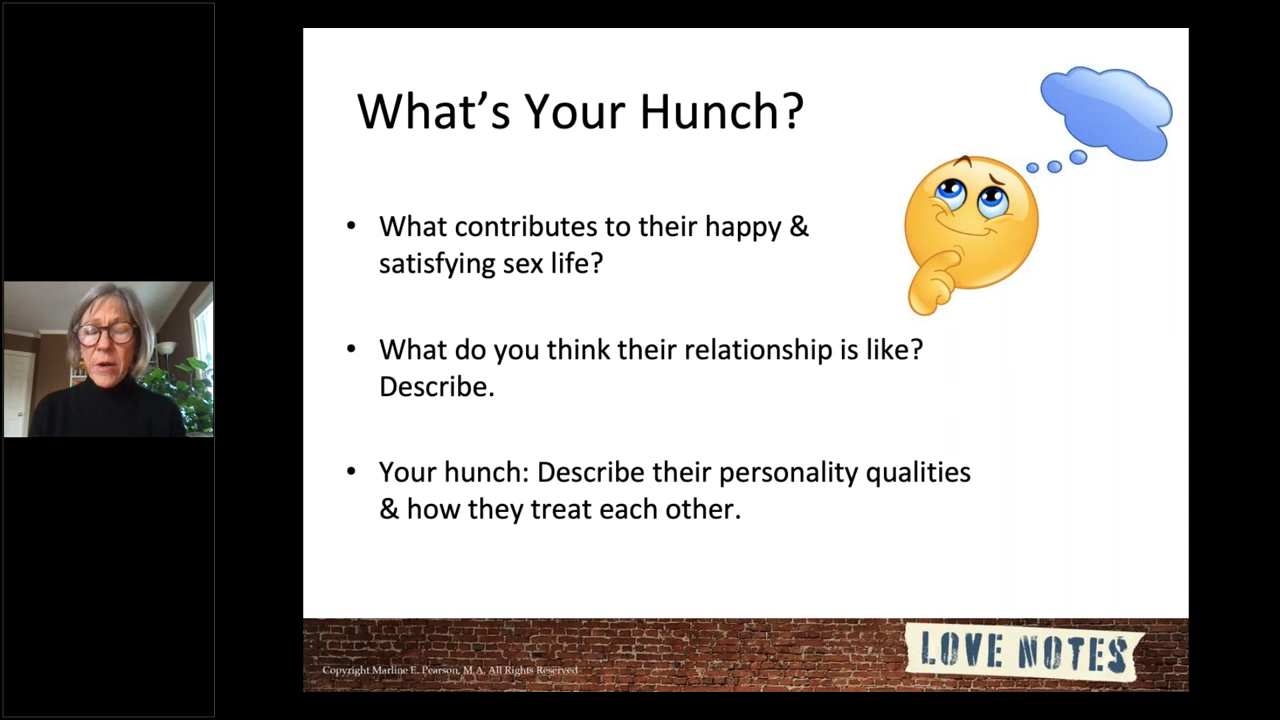 What's Your Hunch?
• What contributes to their happy &
satisfying sex life?
• What do you think their relationship is like?
Describe.
• Your hunch: Describe their personality qualities
& how they treat each other.
Copyright Marline E. Pearson, M.A. All Rights Reserved
LOVE NOTES